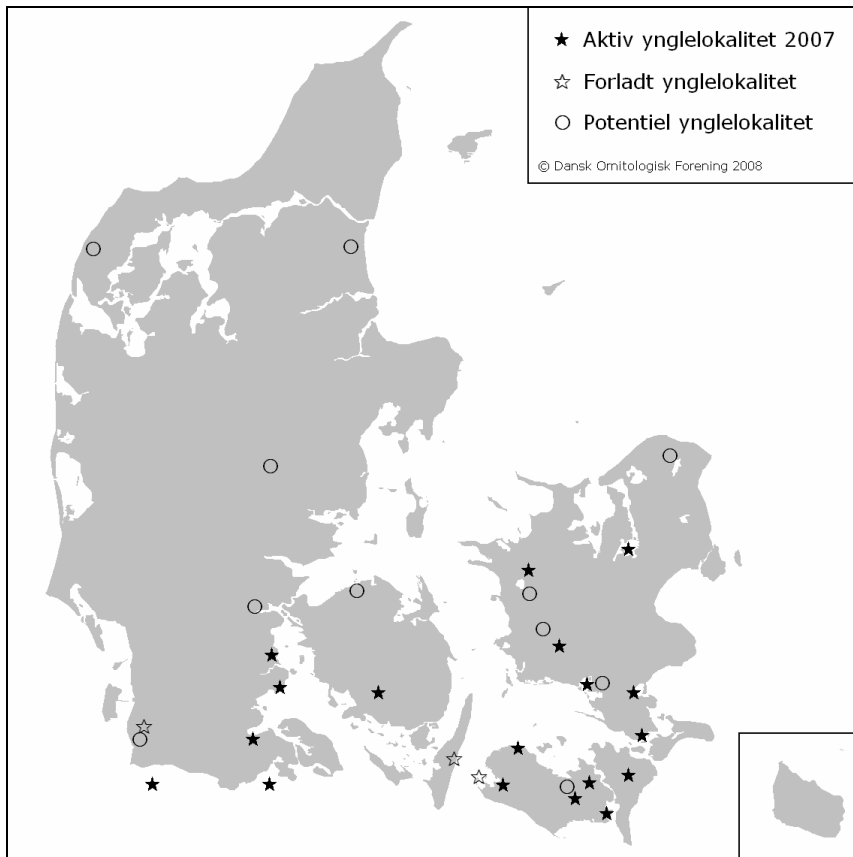 Aktiv ynglelokalitet 2007
Forladt ynglelokalitet
Potentiel ynglelokalitet
© Dansk Ornitologisk Forening 2008